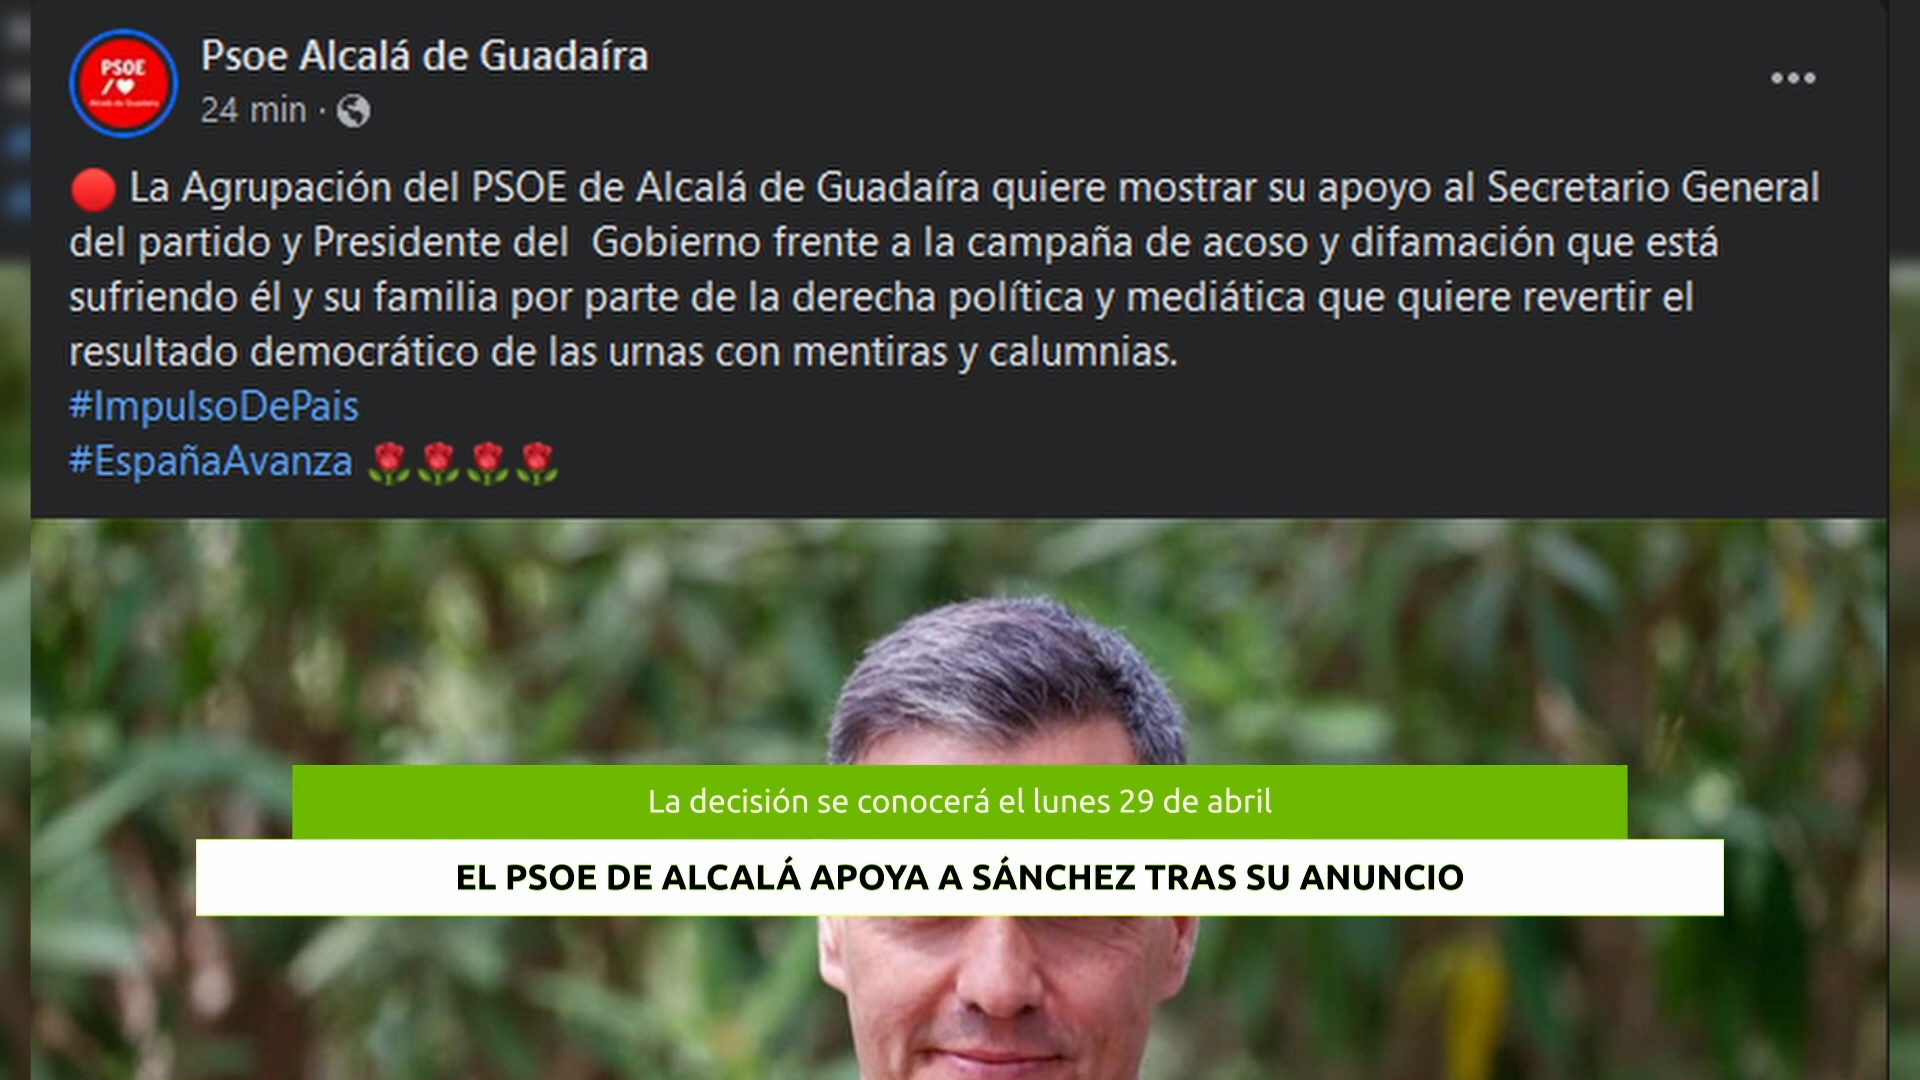 PSOE
Psoe Alcalá de Guadaíra
24 min ·
La Agrupación del PSOE de Alcalá de Guadaíra quiere mostrar su apoyo al Secretario General
del partido y Presidente del  Gobierno frente a la campaña de acoso y difamación que está
sufriendo él y su familia por parte de la derecha política y mediática que quiere revertir el
resultado democrático de las urnas con mentiras y calumnias.
#ImpulsoDePais
#EspañaAvanza
La decisión se conocerá el lunes 29 de abril
EL PSOE DE ALCALÁ APOYA A SÁNCHEZ TRAS SU ANUNCIO